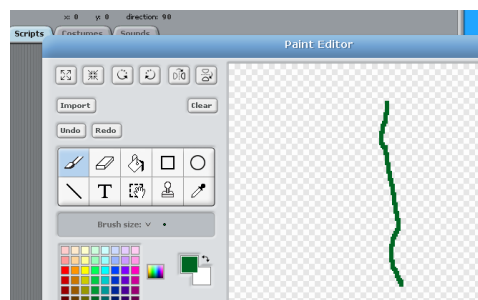 x: 0 y: 0 direction: 90
Scripts Costumes Sounds
Paint Editor
Import Clear
Undo Redo
T
Brush size: